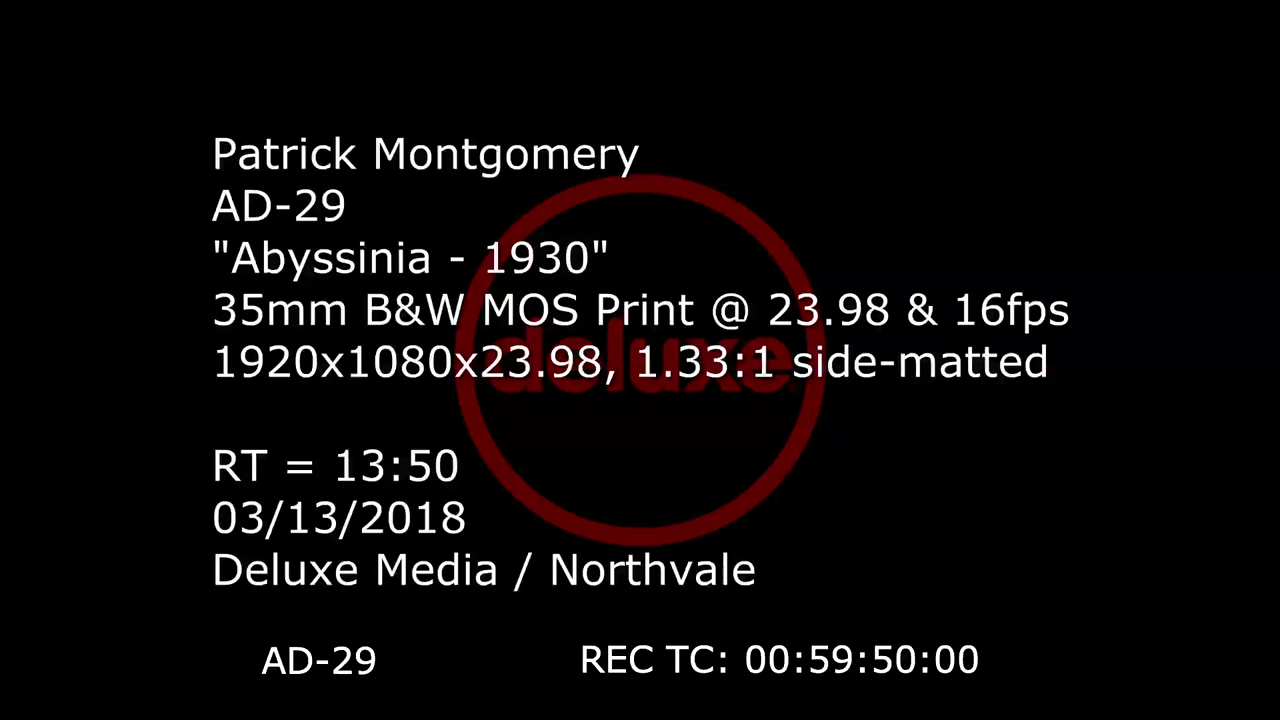 Patrick Montgomery
AD-29
"Abyssinia - 1930"
35mm B&W MOS Print @ 23.98 & 16fps
1920x1080x23.98, 1.33:1 side-matted
deluxe
RT = 13:50
03/13/2018
Deluxe Media / Northvale
AD-29 REC TC: 00:59:50:00